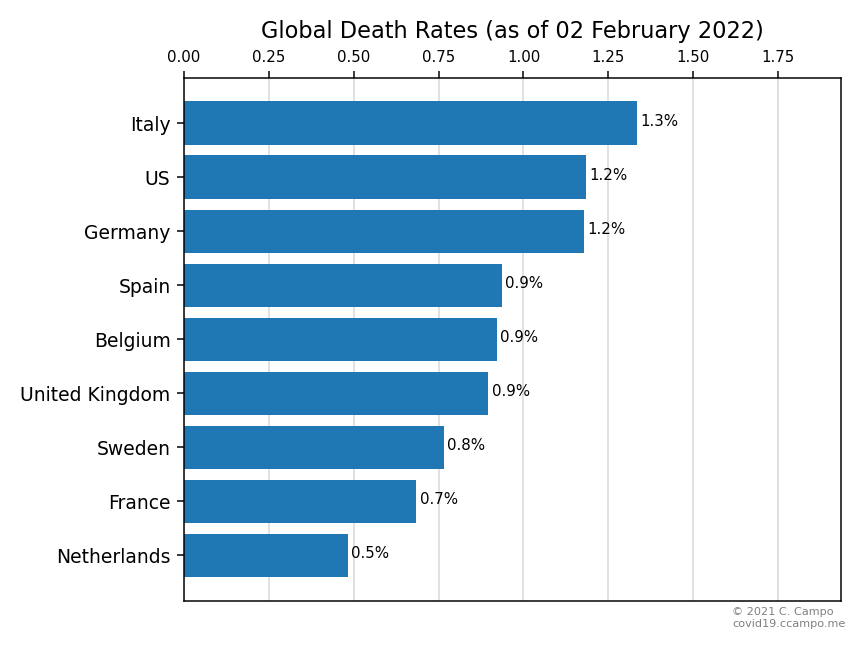 Global Death Rates (as of 02 February 2022)
0.00 0.25 0.50 0.75 1.00 1.25 1.50 1.75
Italy 1.3%
US 1.2%
Germany 1.2%
Spain 0.9%
Belgium 0.9%
United Kingdom 0.9%
Sweden 0.8%
France 0.7%
Netherlands 0.5%
© 2021 C. Campo
covid19.ccampo.me